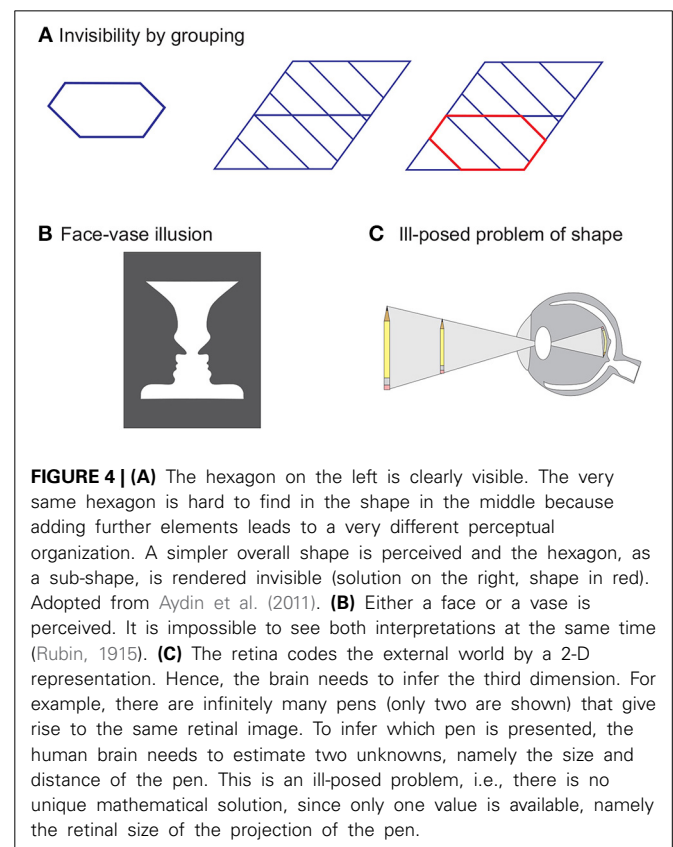 A Invisibility by grouping
B Face-vase illusion
C Ill-posed problem of shape
FIGURE 4 | (A) The hexagon on the left is clearly visible. The very
same hexagon is hard to find in the shape in the middle because
adding further elements leads to a very different perceptual
organization. A simpler overall shape is perceived and the hexagon, as
a sub-shape, is rendered invisible (solution on the right, shape in red).
Adopted from Aydin et al. (2011). (B) Either a face or a vase is
perceived. It is impossible to see both interpretations at the same time
(Rubin, 1915). (C) The retina codes the external world by a 2-D
representation. Hence, the brain needs to infer the third dimension. For
example, there are infinitely many pens (only two are shown) that give
rise to the same retinal image. To infer which pen is presented, the
human brain needs to estimate two unknowns, namely the size and
distance of the pen. This is an ill-posed problem, i.e., there is no
unique mathematical solution, since only one value is available, namely
the retinal size of the projection of the pen.